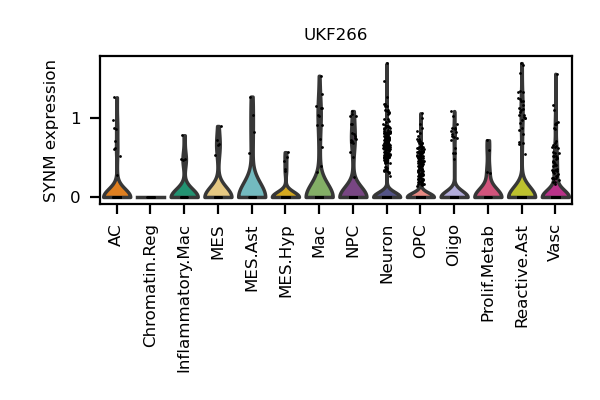 UKF266
SYNM expression
1
0
AC
Chromatin.Reg
Inflammatory.Mac
MES
MES.Ast
MES.Hyp
Mac
NPC
Neuron
OPC
Oligo
Prolif.Metab
Reactive.Ast
Vasc